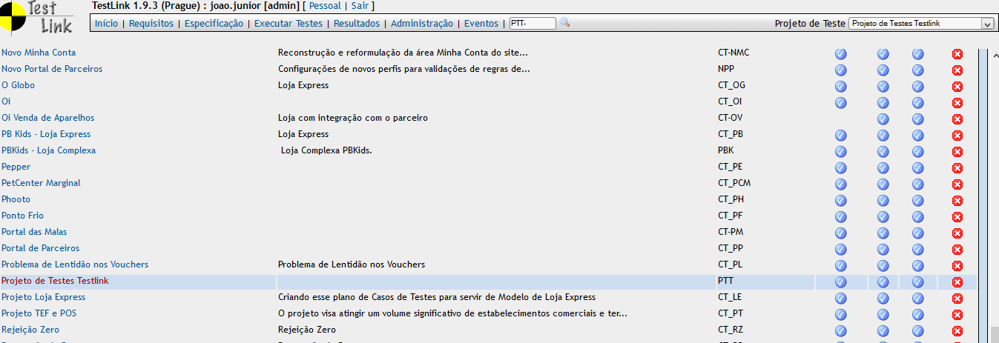 Test Link
TestLink 1.9.3 (Prague) : joao.junior [admin] [ Pessoal | Sair ]
Início | Requisitos | Especificação | Executar Testes | Resultados | Administração | Eventos | PTT- Projeto de Teste Projeto de Testes Testlink
Novo Minha Conta Reconstrução e reformulação da área Minha Conta do site... CT-NMC
Novo Portal de Parceiros Configurações de novos perfis para validações de regras de... NPP
O Globo Loja Express CT_OG
Oi CT_OI
Oi Venda de Aparelhos Loja com integração com o parceiro CT-OV
PB Kids - Loja Express Loja Express CT_PB
PBKids - Loja Complexa Loja Complexa PBKids. PBK
Pepper CT_PE
PetCenter Marginal CT_PCM
Phooto CT_PH
Ponto Frio CT_PF
Portal das Malas CT-PM
Portal de Parceiros CT_PP
Problema de Lentidão nos Vouchers Problema de Lentidão nos Vouchers CT_PL
Projeto de Testes Testlink PTT
Projeto Loja Express Criando esse plano de Casos de Testes para servir de Modelo de Loja Express CT_LE
Projeto TEF e POS O projeto visa atingir um volume significativo de estabelecimentos comerciais e ter... CT_PT
Rejeição Zero Rejeição Zero CT_RZ